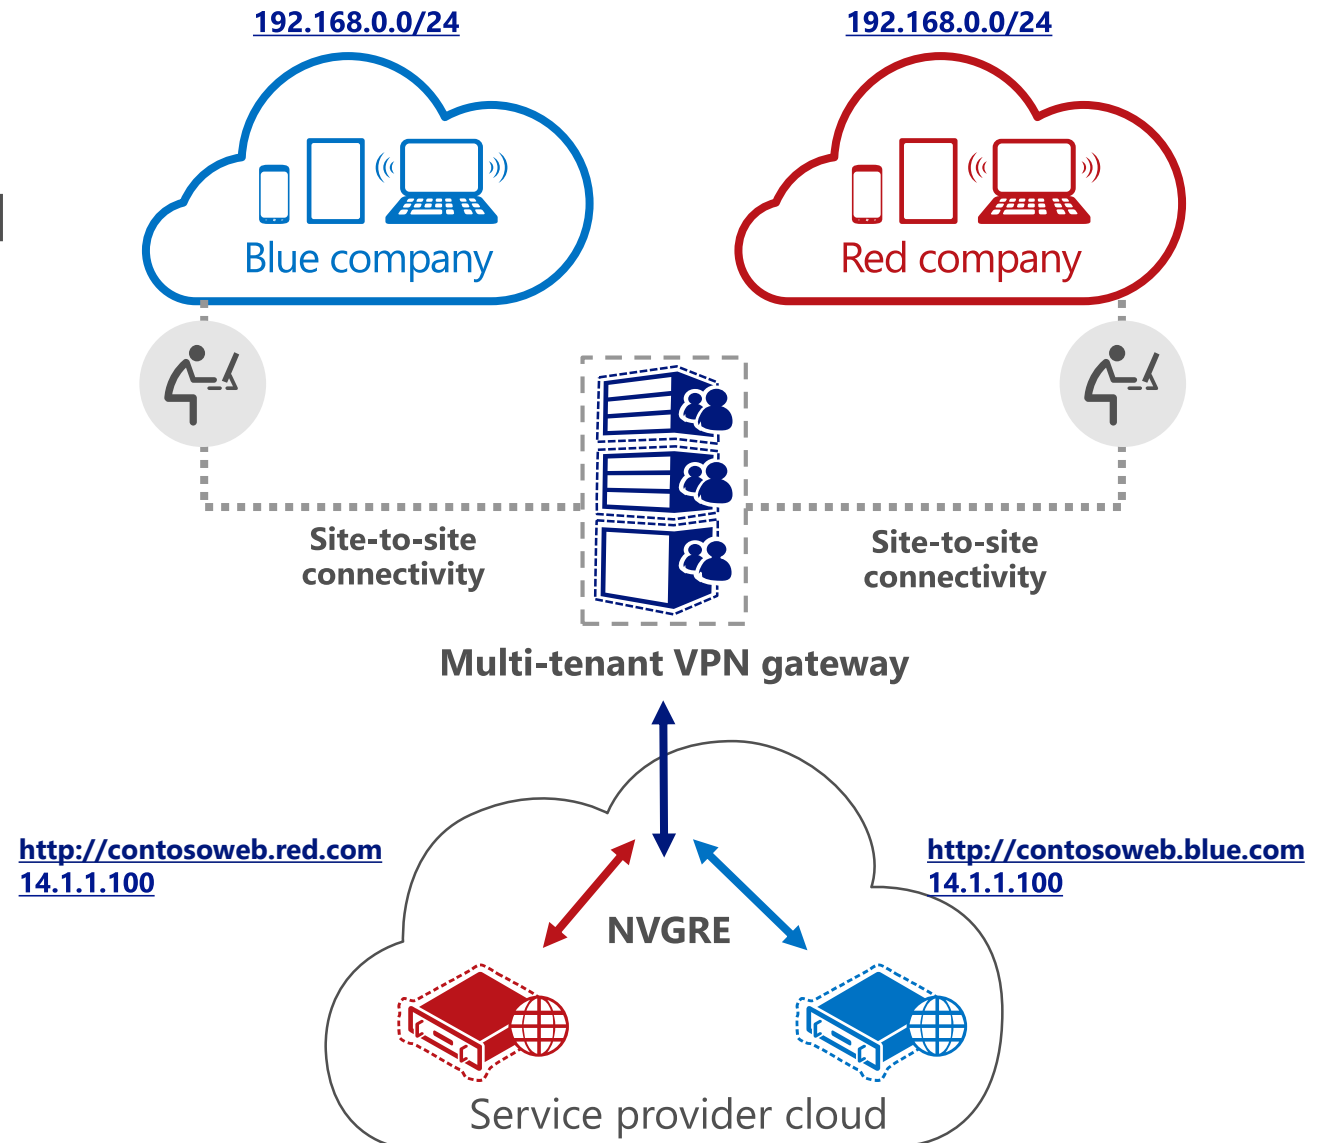 192.168.0.0/24
192.168.0.0/24
Blue company
Red company
Site-to-site
connectivity
Site-to-site
connectivity
Multi-tenant VPN gateway
http://contosoweb.red.com
14.1.1.100
http://contosoweb.blue.com
14.1.1.100
NVGRE
Service provider cloud